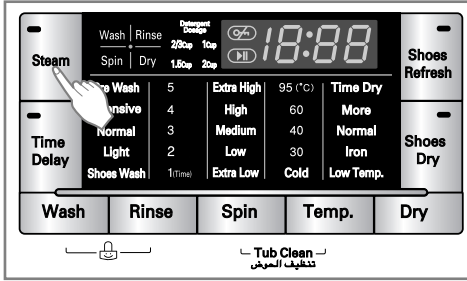 Steam
Time
Delay
Wash Rinse
Spin Dry
Detergent
Dosage
2/3cup 1cup
1.5cup 2cup
18:88
Shoes
Refresh
Shoes
Dry
re Wash 5 Extra High 95 (°C) Time Dry
ensive 4 High 60 More
Normal 3 Medium 40 Normal
Light 2 Low 30 Iron
Shoes Wash 1(Time) Extra Low Cold Low Temp.
Wash Rinse Spin Temp. Dry
Tub Clean
تنظيف الحوض